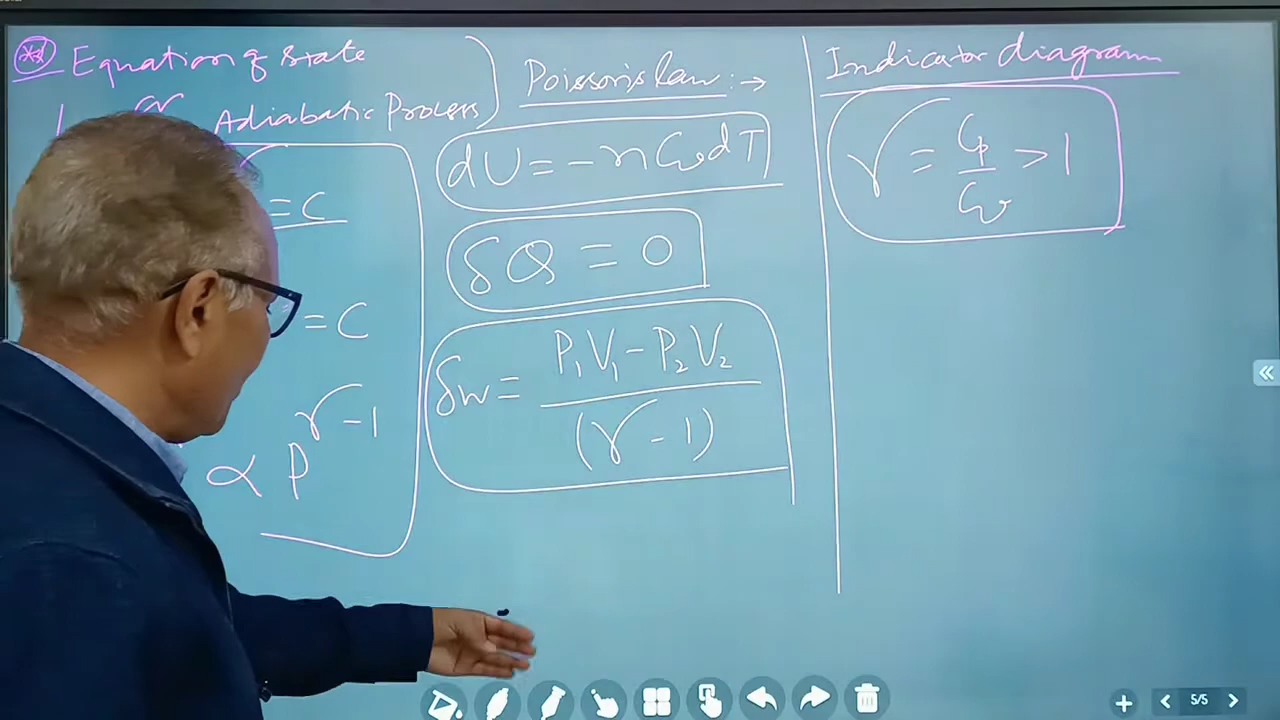 Equation of state
for Adiabatic Process
= C
= C
∝ P^γ-1
Poisson's law :→
dU = - nCvdT
δQ = 0
δw = P₁V₁ - P₂V₂ / (γ - 1)
Indicator diagram
γ = Cp / Cv > 1
5/5